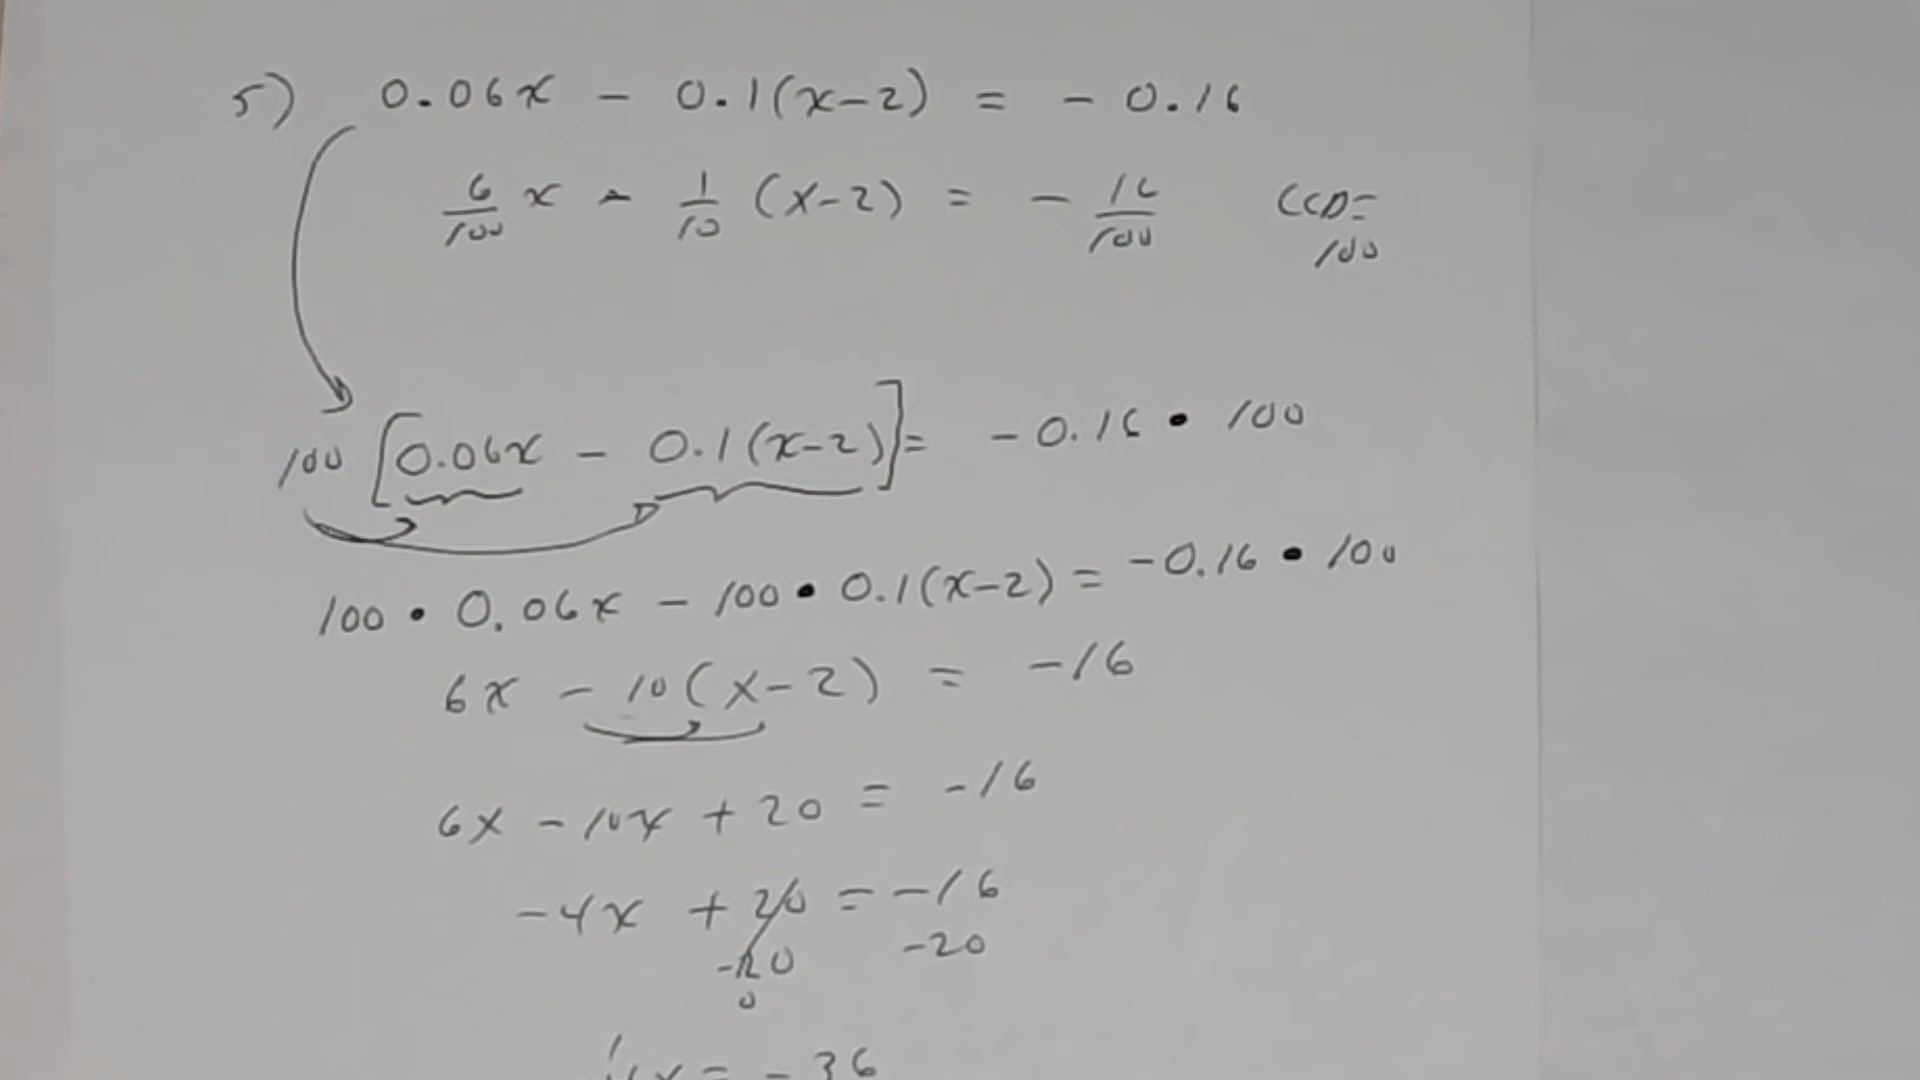 5) 0.06x - 0.1(x-2) = - 0.16
6/100 x - 1/10 (x-2) = - 16/100 LCD=
100
100 [0.06x - 0.1(x-2)] = - 0.16 • 100
100 • 0.06x - 100 • 0.1(x-2) = -0.16 • 100
6x - 10(x-2) = -16
6x - 10x + 20 = -16
-4x + 20 = -16
-20 -20
0
= - 36